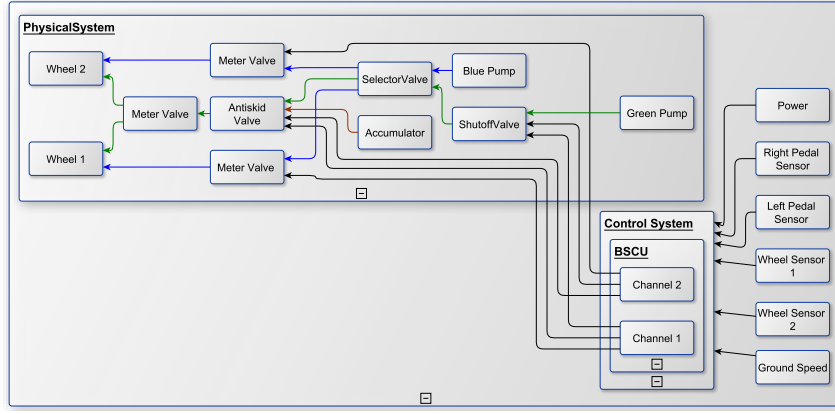 PhysicalSystem
Wheel 2
Meter Valve
SelectorValve
Blue Pump
Meter Valve
Antiskid
Valve
Accumulator
ShutoffValve
Green Pump
Wheel 1
Meter Valve
Power
Right Pedal
Sensor
Left Pedal
Sensor
Wheel Sensor
1
Wheel Sensor
2
Ground Speed
Control System
BSCU
Channel 2
Channel 1